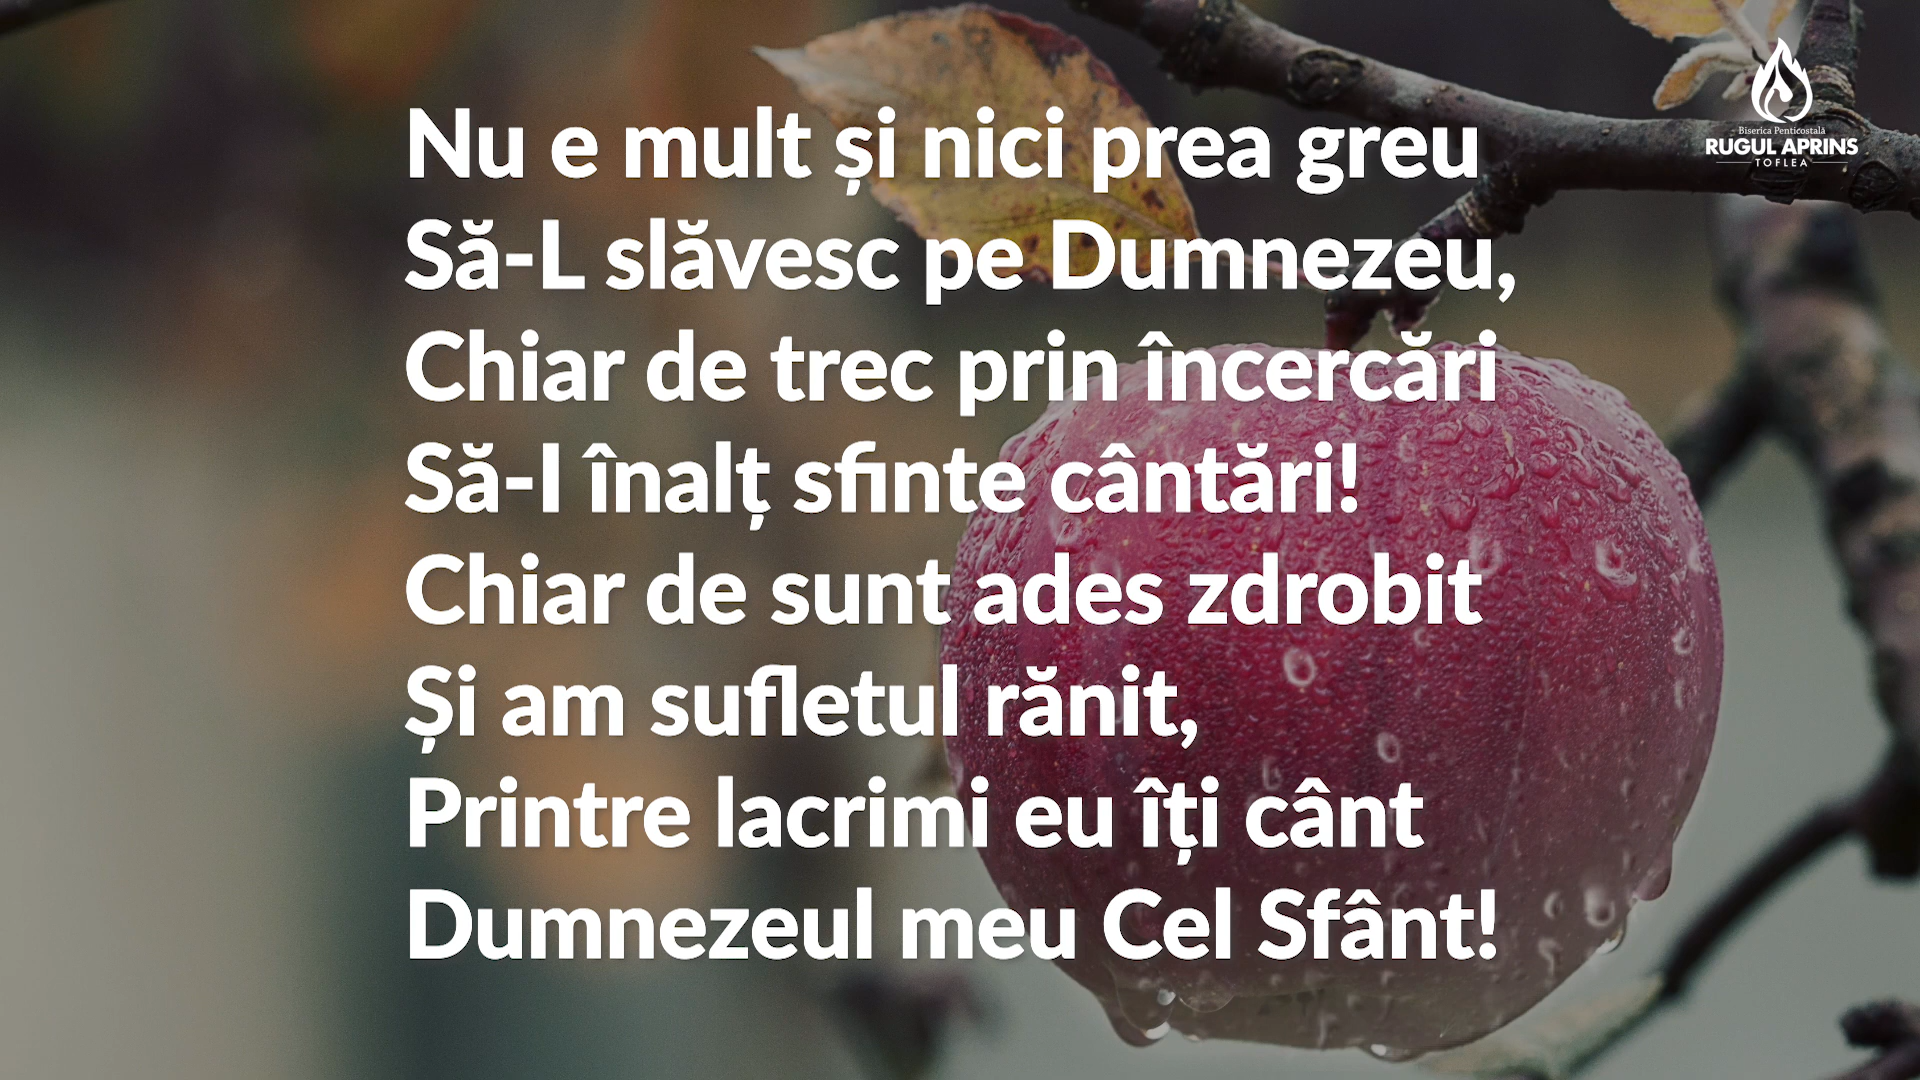 Nu e mult și nici prea greu
Să-L slăvesc pe Dumnezeu,
Chiar de trec prin încercări
Să-I înalț sfinte cântări!
Chiar de sunt ades zdrobit
Și am sufletul rănit,
Printre lacrimi eu îți cânt
Dumnezeul meu Cel Sfânt!
Biserica Penticostală
RUGUL APRINS
TOFLEA